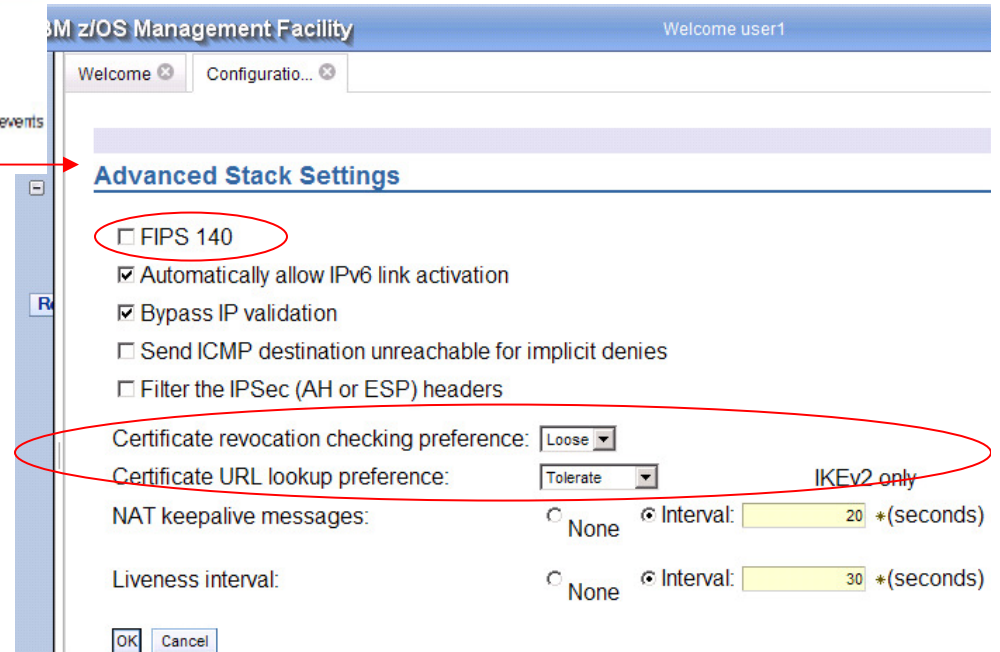 BM z/OS Management Facility
Welcome user1
Welcome
Configuratio...
events
Advanced Stack Settings
FIPS 140
Automatically allow IPv6 link activation
Bypass IP validation
Send ICMP destination unreachable for implicit denies
Filter the IPSec (AH or ESP) headers
Certificate revocation checking preference: Loose
Certificate URL lookup preference: Tolerate IKEv2 only
NAT keepalive messages: None Interval: 20 *(seconds)
Liveness interval: None Interval: 30 *(seconds)
OK Cancel